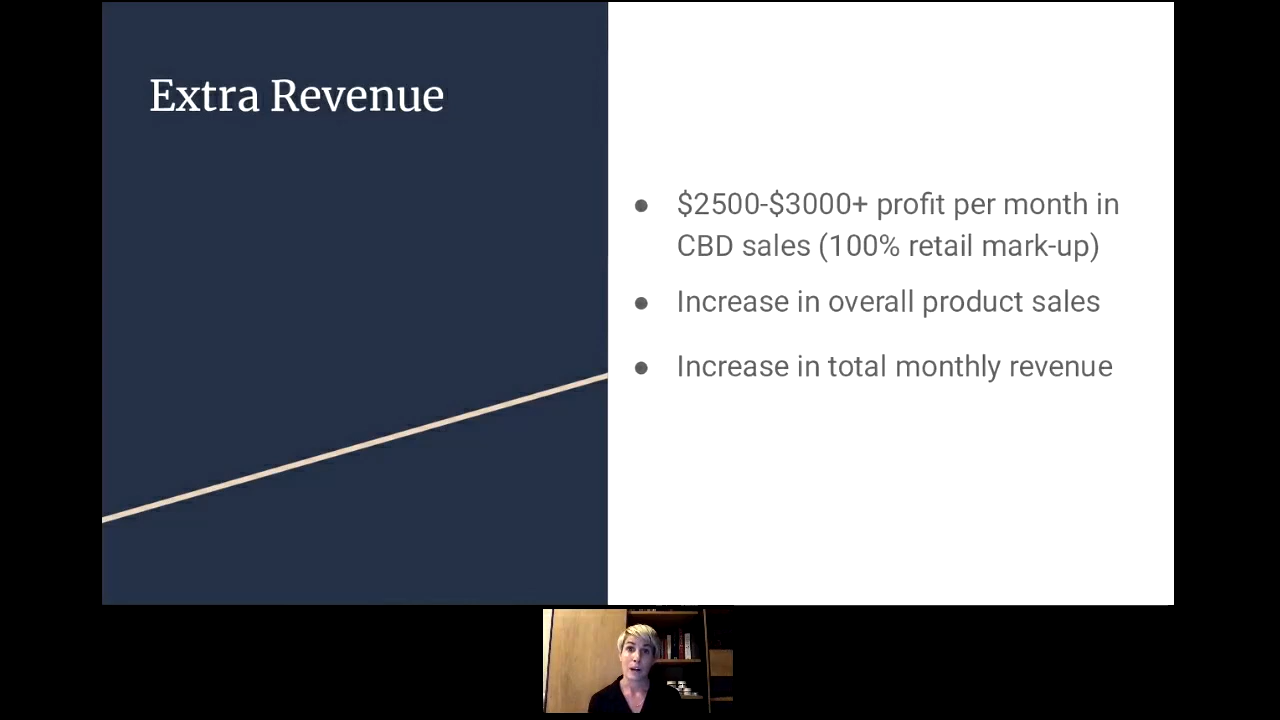 Extra Revenue
● $2500-$3000+ profit per month in
CBD sales (100% retail mark-up)
● Increase in overall product sales
● Increase in total monthly revenue